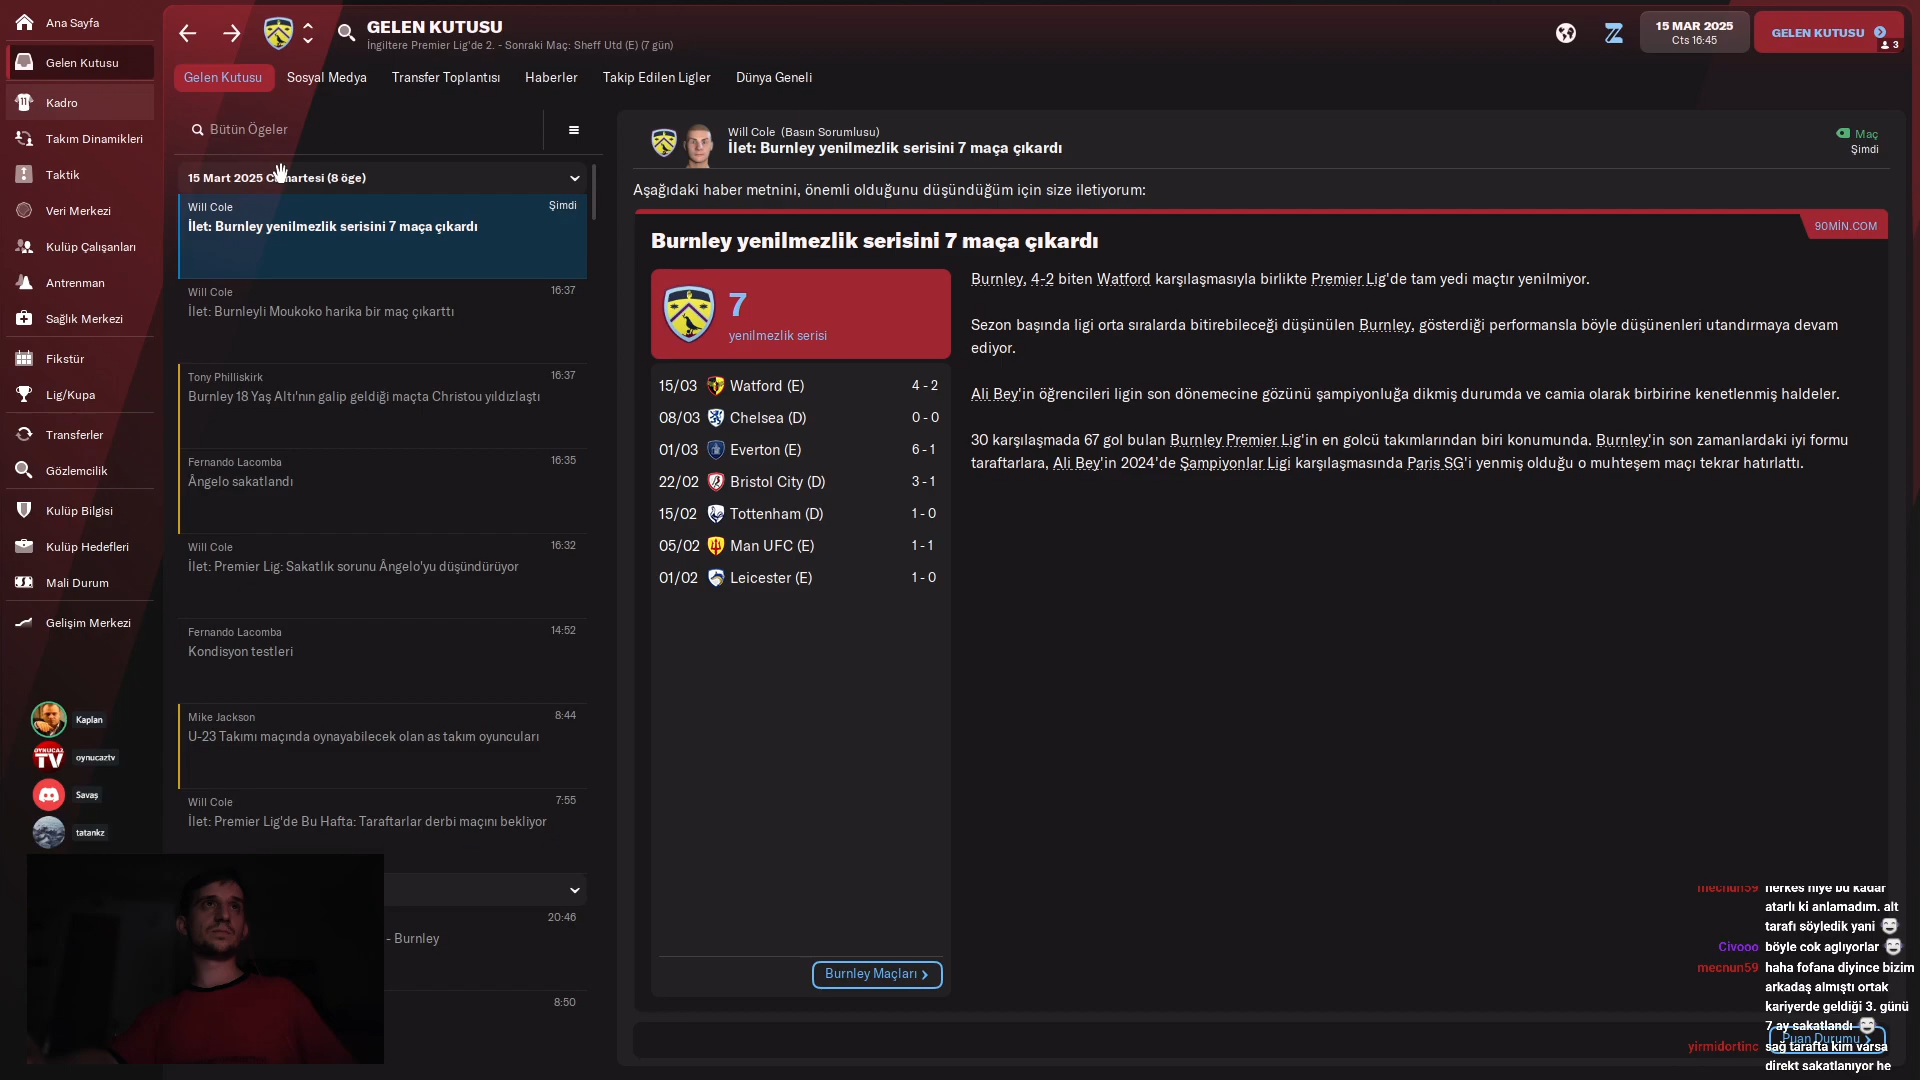 Ana Sayfa
Gelen Kutusu
Kadro
Takım Dinamikleri
Taktik
Veri Merkezi
Kulüp Çalışanları
Antrenman
Sağlık Merkezi
Fikstür
Lig/Kupa
Transferler
Gözlemcilik
Kulüp Bilgisi
Kulüp Hedefleri
Mali Durum
Gelişim Merkezi
Kaplan
OYNUCAZ TV oynucaztv
Savaş
tatankz
GELEN KUTUSU
İngiltere Premier Lig'de 2. - Sonraki Maç: Sheff Utd (E) (7 gün)
15 MAR 2025
Cts 16:45
GELEN KUTUSU
3
Gelen Kutusu Sosyal Medya Transfer Toplantısı Haberler Takip Edilen Ligler Dünya Geneli
Bütün Ögeler
15 Mart 2025 (8 öge)
Will Cole Şimdi
İlet: Burnley yenilmezlik serisini 7 maça çıkardı
Will Cole 16:37
İlet: Burnleyli Moukoko harika bir maç çıkarttı
Tony Philliskirk 16:37
Burnley 18 Yaş Altı'nın galip geldiği maçta Christou yıldızlaştı
Fernando Lacomba 16:35
Ângelo sakatlandı
Will Cole 16:32
İlet: Premier Lig: Sakatlık sorunu Ângelo'yu düşündürüyor
Fernando Lacomba 14:52
Kondisyon testleri
Mike Jackson 8:44
U-23 Takımı maçında oynayabilecek olan as takım oyuncuları
Will Cole 7:55
İlet: Premier Lig'de Bu Hafta: Taraftarlar derbi maçını bekliyor
20:46
- Burnley
8:50
Will Cole (Basın Sorumlusu)
İlet: Burnley yenilmezlik serisini 7 maça çıkardı
Maç
Şimdi
Aşağıdaki haber metnini, önemli olduğunu düşündüğüm için size iletiyorum:
90MİN.COM
Burnley yenilmezlik serisini 7 maça çıkardı
7
yenilmezlik serisi
15/03 Watford (E) 4 - 2
08/03 Chelsea (D) 0 - 0
01/03 Everton (E) 6 - 1
22/02 Bristol City (D) 3 - 1
15/02 Tottenham (D) 1 - 0
05/02 Man UFC (E) 1 - 1
01/02 Leicester (E) 1 - 0
Burnley Maçları
Burnley, 4-2 biten Watford karşılaşmasıyla birlikte Premier Lig'de tam yedi maçtır yenilmiyor.
Sezon başında ligi orta sıralarda bitirebileceği düşünülen Burnley, gösterdiği performansla böyle düşünenleri utandırmaya devam
ediyor.
Ali Bey'in öğrencileri ligin son dönemecine gözünü şampiyonluğa dikmiş durumda ve camia olarak birbirine kenetlenmiş haldeler.
30 karşılaşmada 67 gol bulan Burnley Premier Lig'in en golcü takımlarından biri konumunda. Burnley'in son zamanlardaki iyi formu
taraftarlara, Ali Bey'in 2024'de Şampiyonlar Ligi karşılaşmasında Paris SG'i yenmiş olduğu o muhteşem maçı tekrar hatırlattı.
mecnun59 herkes niye bu kadar
atarlı ki anlamadım. alt
tarafı söyledik yani
Civooo böyle cok aglıyorlar
mecnun59 haha fofana diyince bizim
arkadaş almıştı ortak
kariyerde geldiği 3. günü
7 ay sakatlandı
Puan Durumu
yirmidortinc sağ tarafta kim varsa
direkt sakatlanıyor he